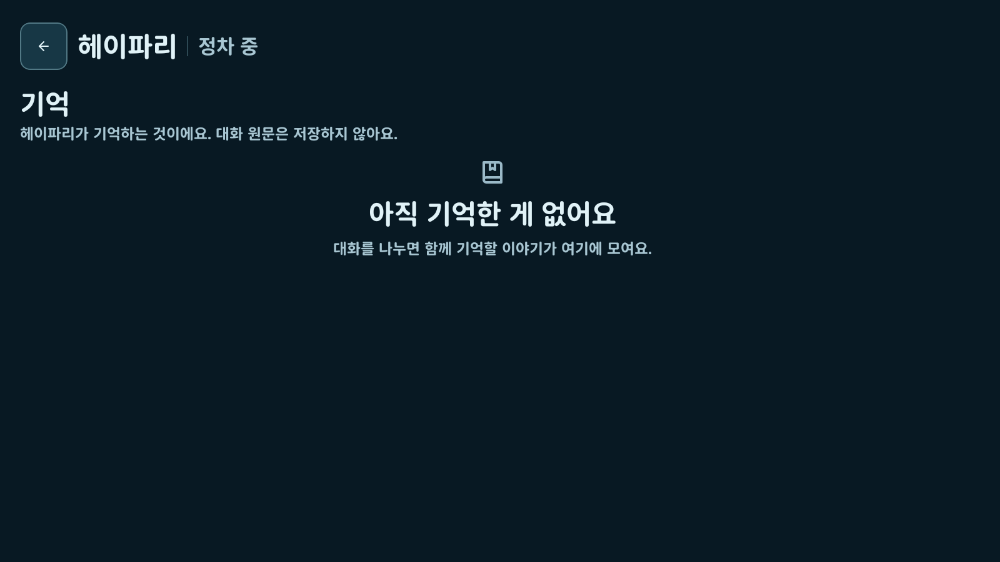 헤이파리
정차 중
기억
헤이파리가 기억하는 것이에요. 대화 원문은 저장하지 않아요.
아직 기억한 게 없어요
대화를 나누면 함께 기억할 이야기가 여기에 모여요.